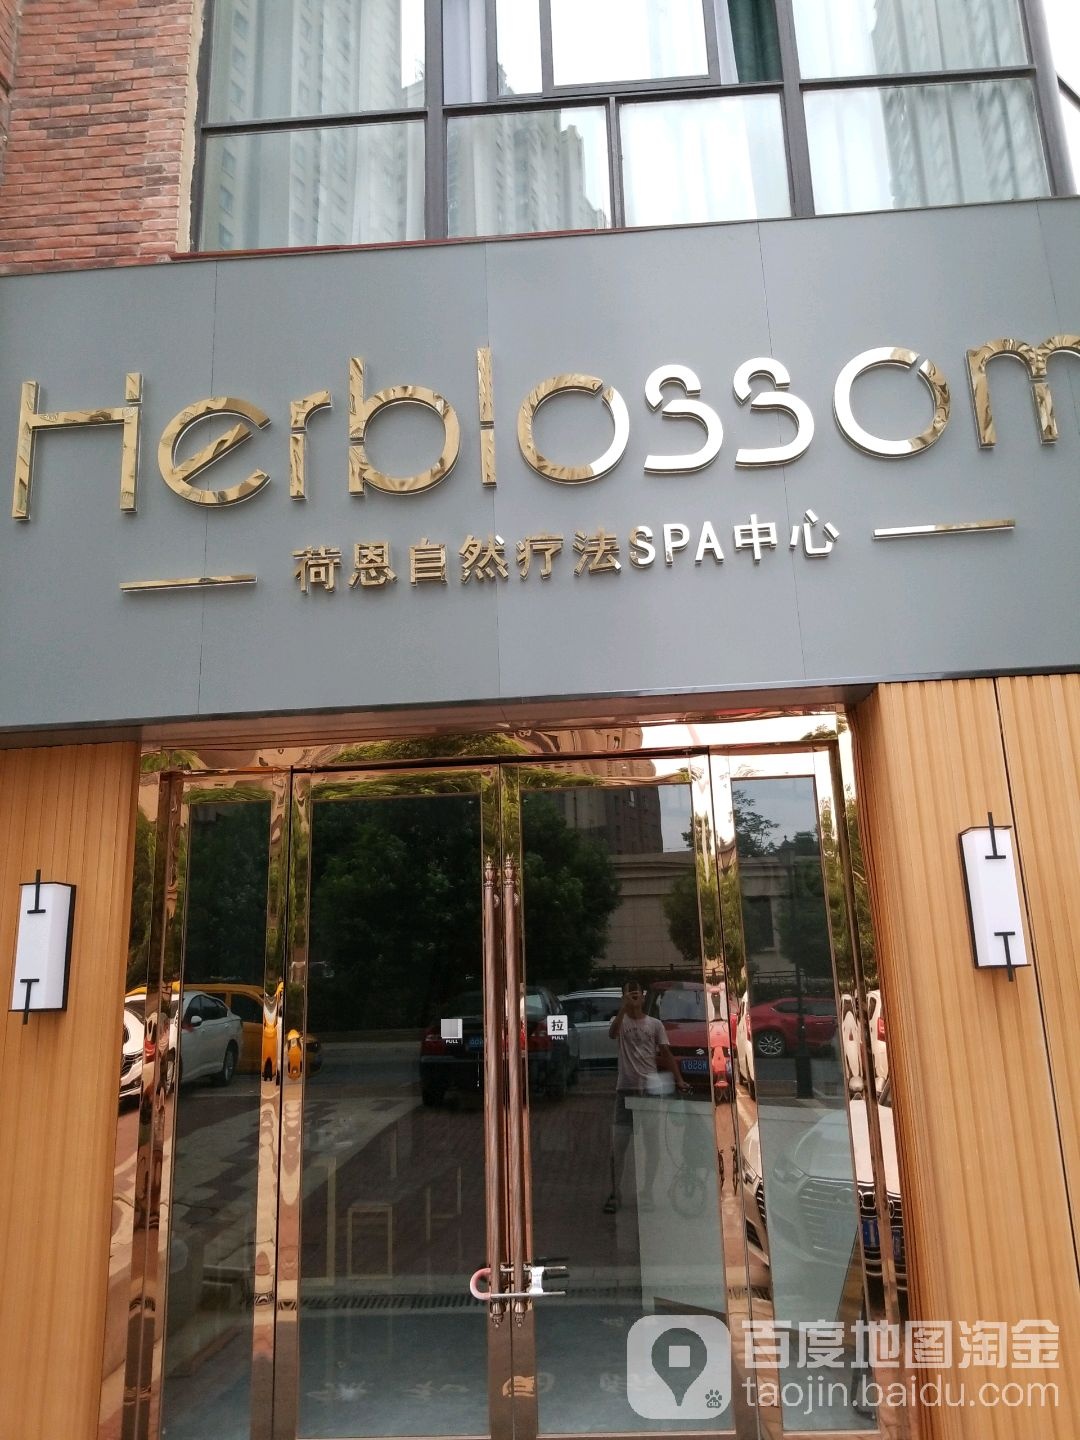 Herblossom
荷恩自然疗法SPA中心
拉
PULL
PULL
百度地图淘金
taojin.baidu.com